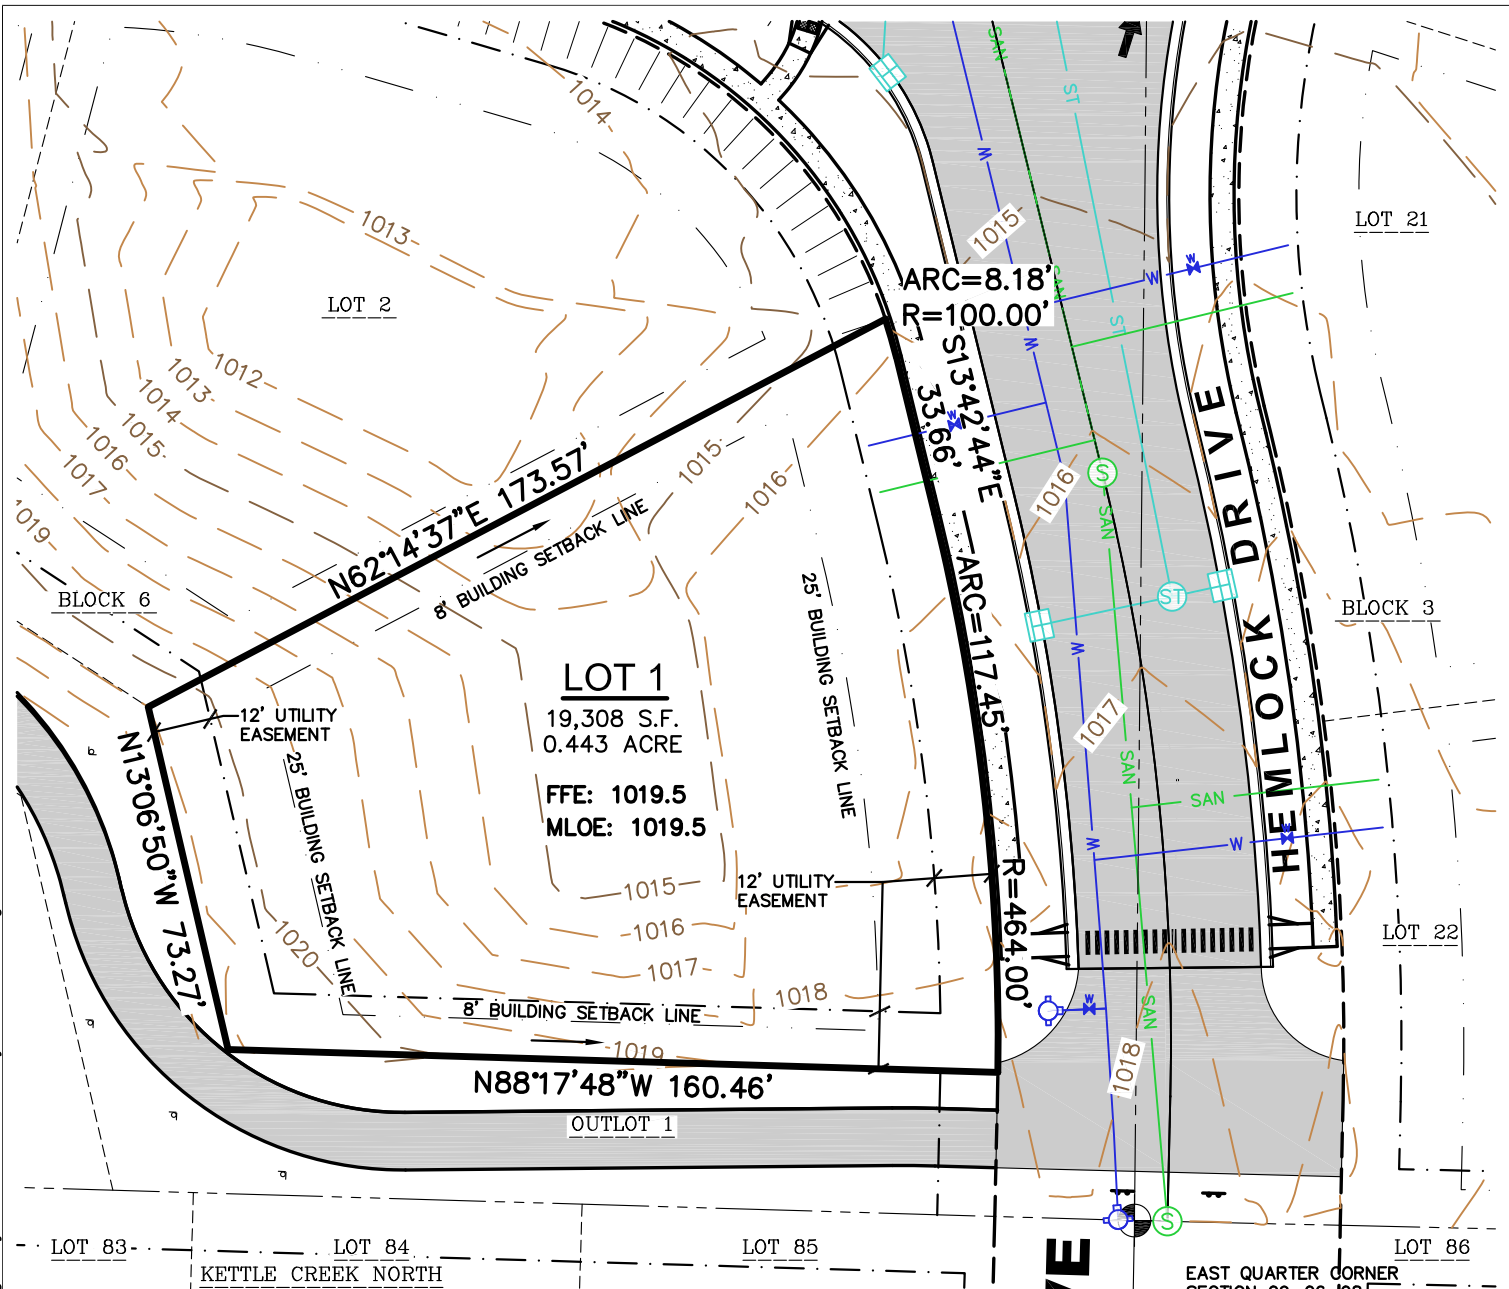 SAN
ST
1014
W
1013
LOT 21
1015
W
W
ARC=8.18'
R=100.00'
SAN
LOT 2
ST
W
1012
1013
1014
1015
1016
1017
1019
S13°42'44"E
33.66'
W
N62°14'37"E 173.57'
1015
1016
1016
S
SAN
HEMLOCK DRIVE
8' BUILDING SETBACK LINE
25' BUILDING SETBACK LINE
ARC=117.45'
R=464.00'
BLOCK 6
ST
BLOCK 3
W
LOT 1
19,308 S.F.
0.443 ACRE
FFE: 1019.5
MLOE: 1019.5
12' UTILITY
EASEMENT
N13°06'50"W 73.27'
25' BUILDING SETBACK LINE
1017
SAN
SAN
W
W
W
1015
12' UTILITY
EASEMENT
1016
1017
1018
1020
LOT 22
8' BUILDING SETBACK LINE
W
SAN
1019
1018
N88°17'48"W 160.46'
OUTLOT 1
S
LOT 83
LOT 84
LOT 85
LOT 86
KETTLE CREEK NORTH
VE
EAST QUARTER CORNER